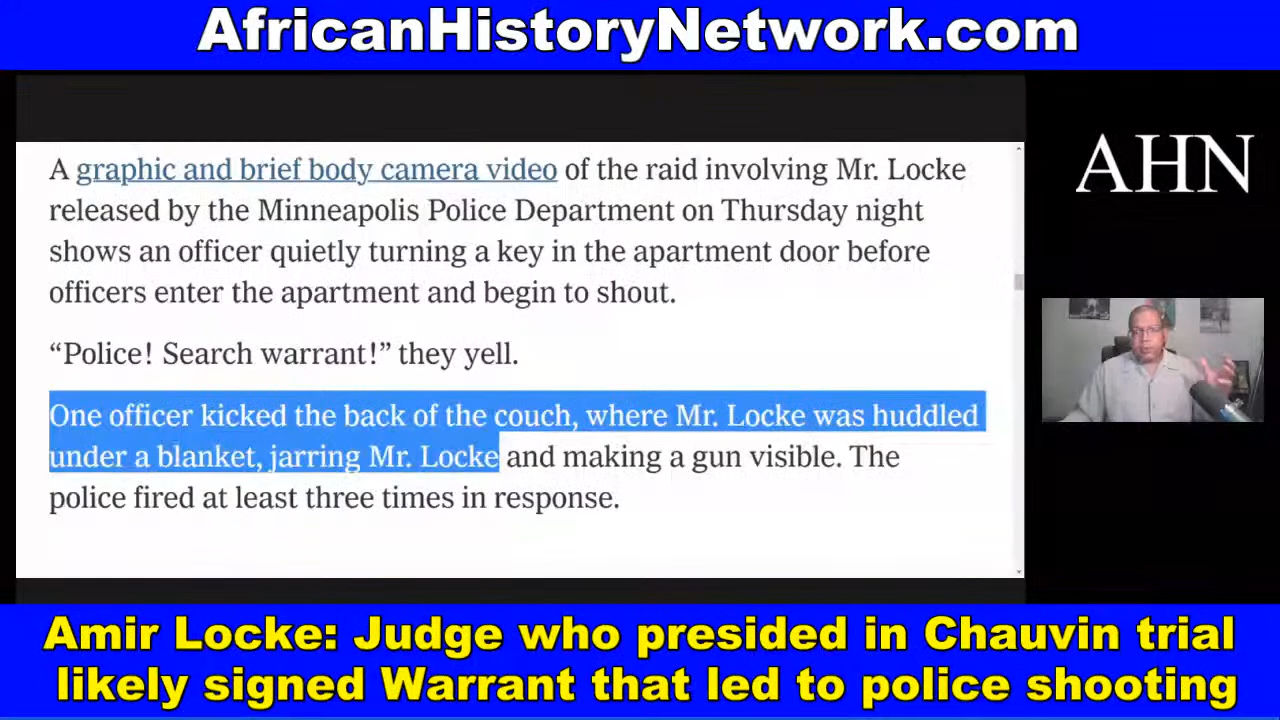 AfricanHistoryNetwork.com
A graphic and brief body camera video of the raid involving Mr. Locke
released by the Minneapolis Police Department on Thursday night
shows an officer quietly turning a key in the apartment door before
officers enter the apartment and begin to shout.
“Police! Search warrant!” they yell.
One officer kicked the back of the couch, where Mr. Locke was huddled
under a blanket, jarring Mr. Locke and making a gun visible. The
police fired at least three times in response.
AHN
Amir Locke: Judge who presided in Chauvin trial
likely signed Warrant that led to police shooting